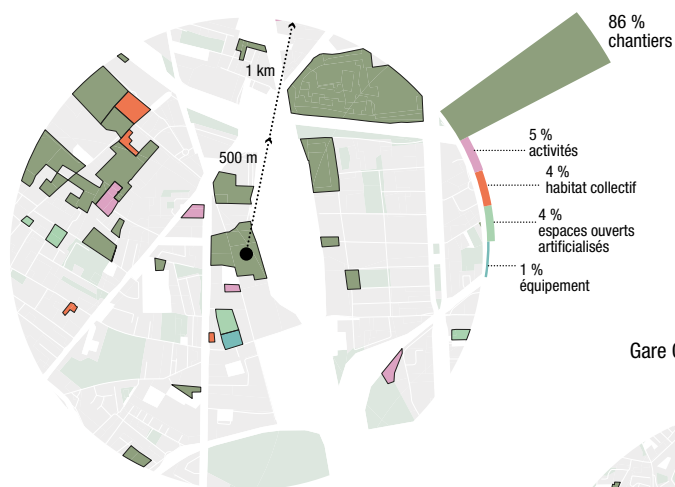 86 %
chantiers
1 km
5 %
activités
500 m
4 %
habitat collectif
4 %
espaces ouverts
artificialisés
1 %
équipement
Gare